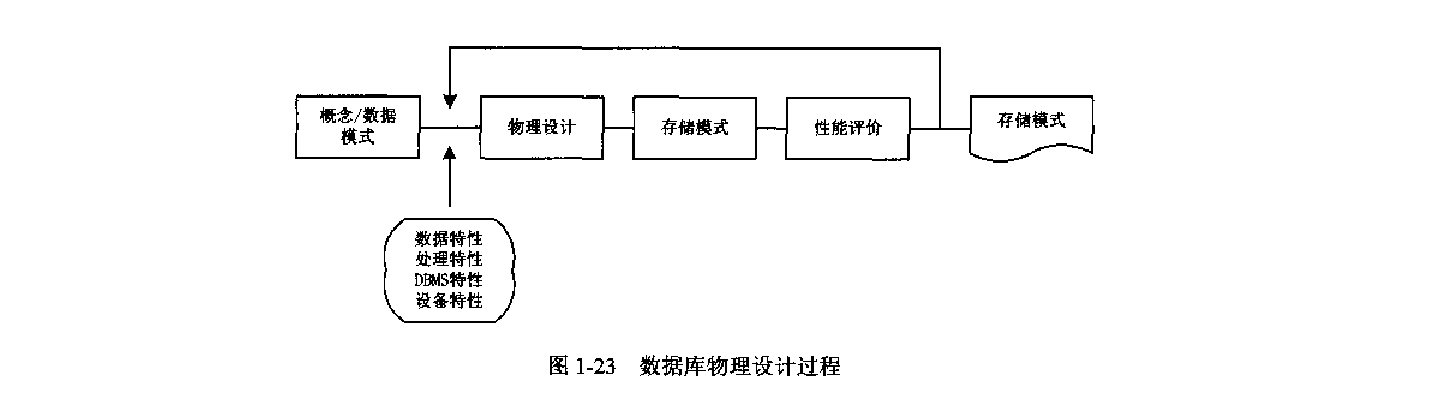 概念/数据
模式
物理设计
存储模式
性能评价
存储模式
数据特性
处理特性
DBMS特性
设备特性
图 1-23 数据库物理设计过程